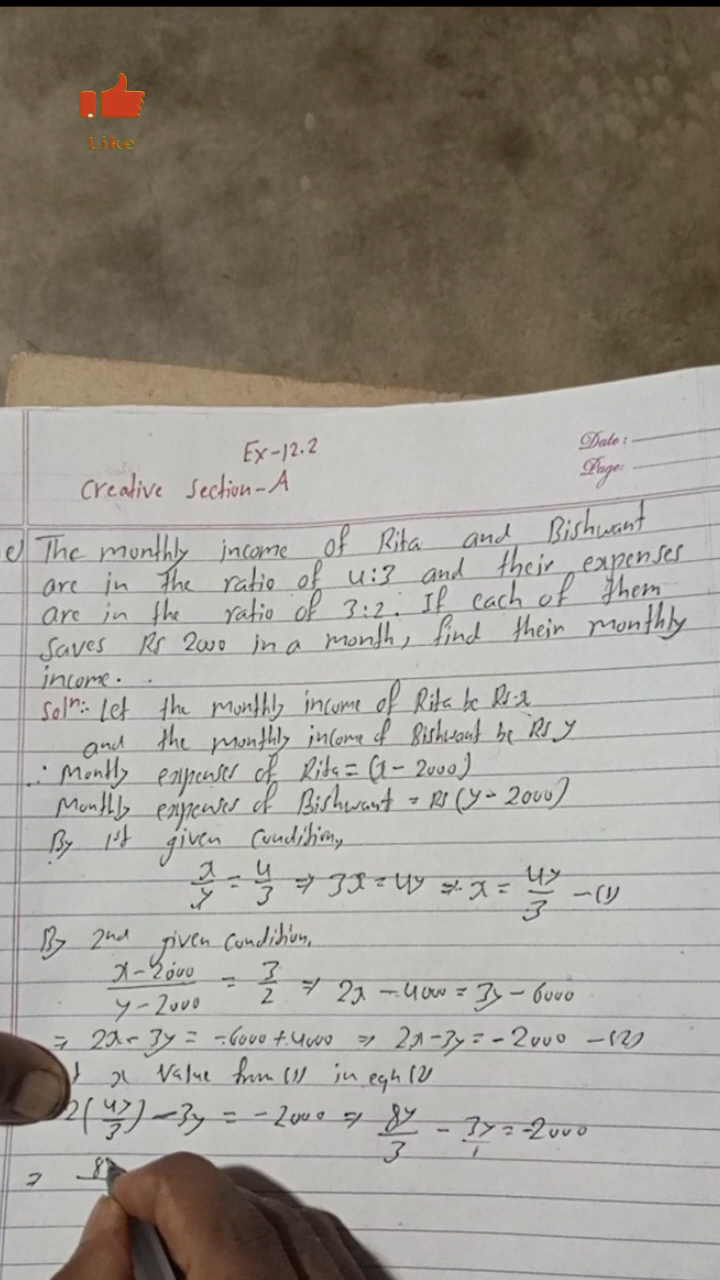 Like
Ex-12.2
Date:
Page:
Creative Section-A
e) The monthly income of Rita and Bishwant
are in the ratio of 4:3 and their expenses
are in the ratio of 3:2. If each of them
saves Rs 2000 in a month, find their monthly
income.
Solⁿ:- Let the monthly income of Rita be Rs.x
and the monthly income of Bishwant be Rs y
∴ Montly expenses of Rita = (x - 2000)
Monthly expenses of Bishwant = Rs (y - 2000)
By 1st given Condition,
x/y = 4/3 ⇒ 3x = 4y ⇒ x = 4y/3 - (1)
By 2nd given Condition,
x-2000/y-2000 = 3/2 ⇒ 2x - 4000 = 3y - 6000
⇒ 2x - 3y = -6000 + 4000 ⇒ 2x - 3y = -2000 - (2)
x Value from (1) in eqn (2)
2(4y/3) - 3y = -2000 ⇒ 8y/3 - 3y/1 = -2000
⇒ 8